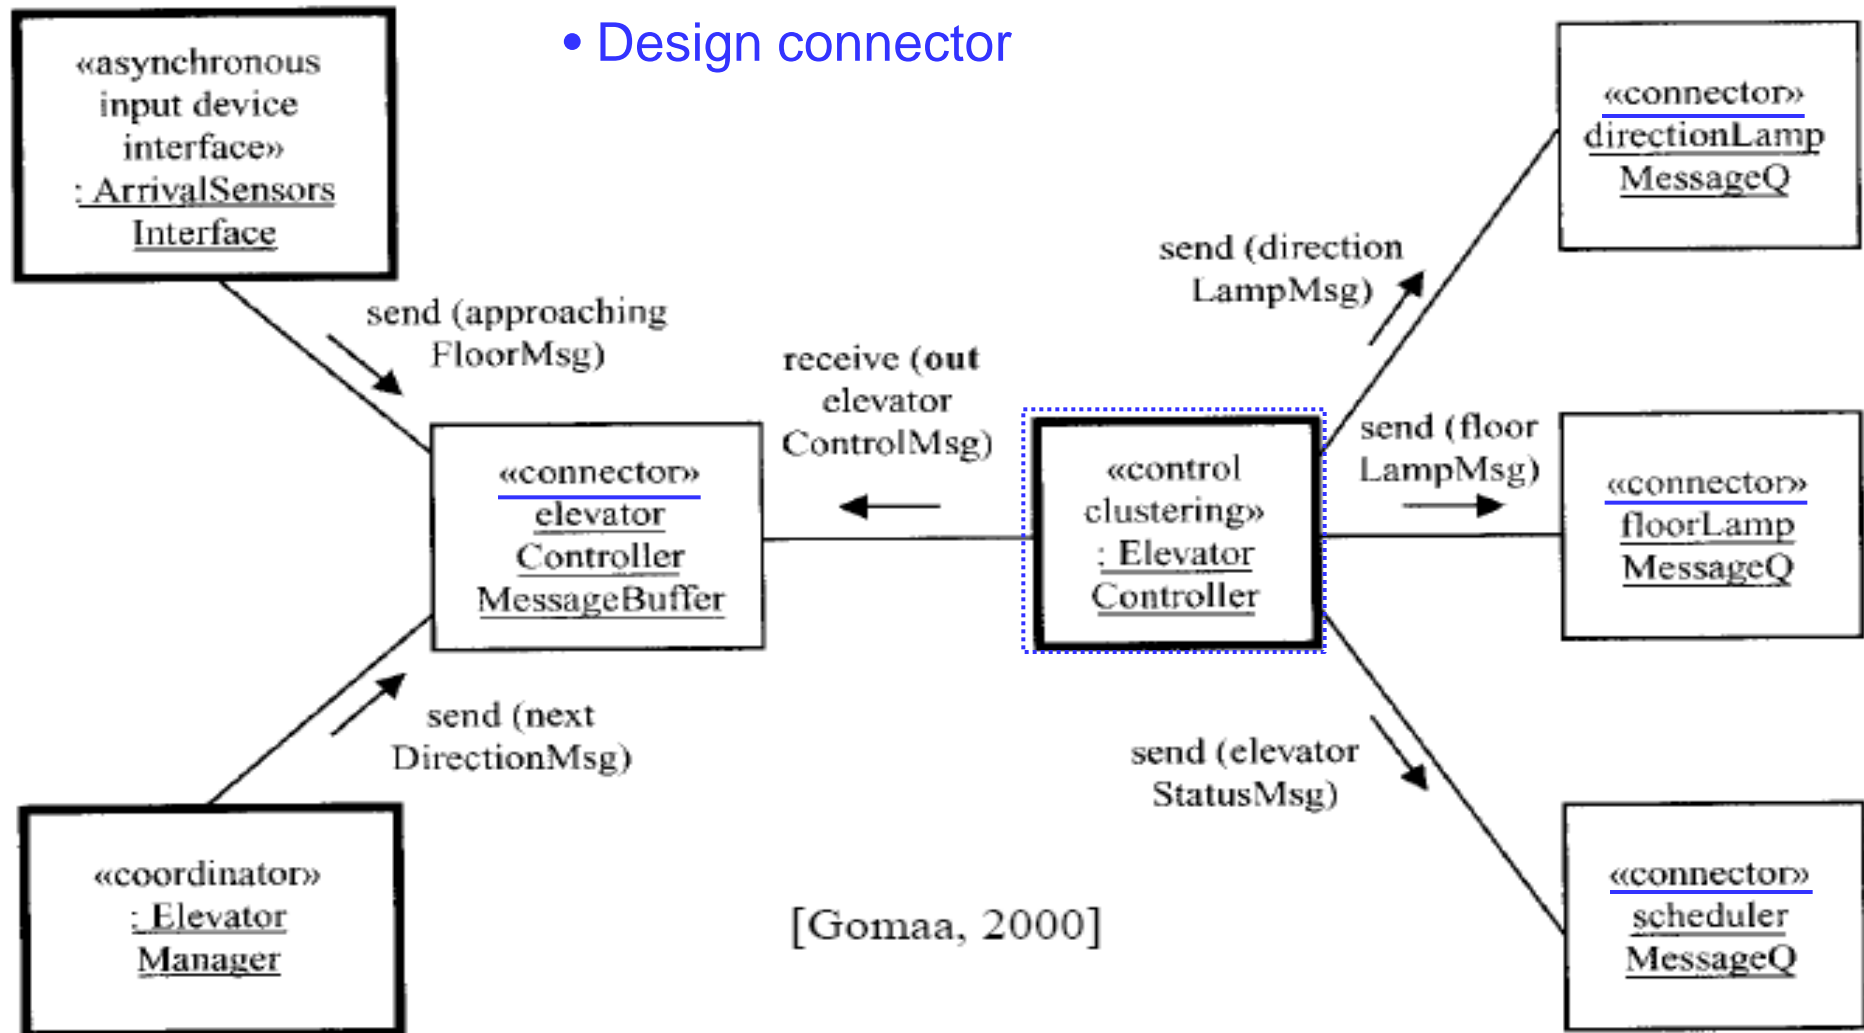 • Design connector
«asynchronous
input device
interface»
: ArrivalSensors
Interface
send (approaching
FloorMsg)
«connector»
elevator
Controller
MessageBuffer
send (next
DirectionMsg)
«coordinator»
: Elevator
Manager
receive (out
elevator
ControlMsg)
«control
clustering»
: Elevator
Controller
send (direction
LampMsg)
«connector»
directionLamp
MessageQ
send (floor
LampMsg)
«connector»
floorLamp
MessageQ
send (elevator
StatusMsg)
«connector»
scheduler
MessageQ
[Gomaa, 2000]